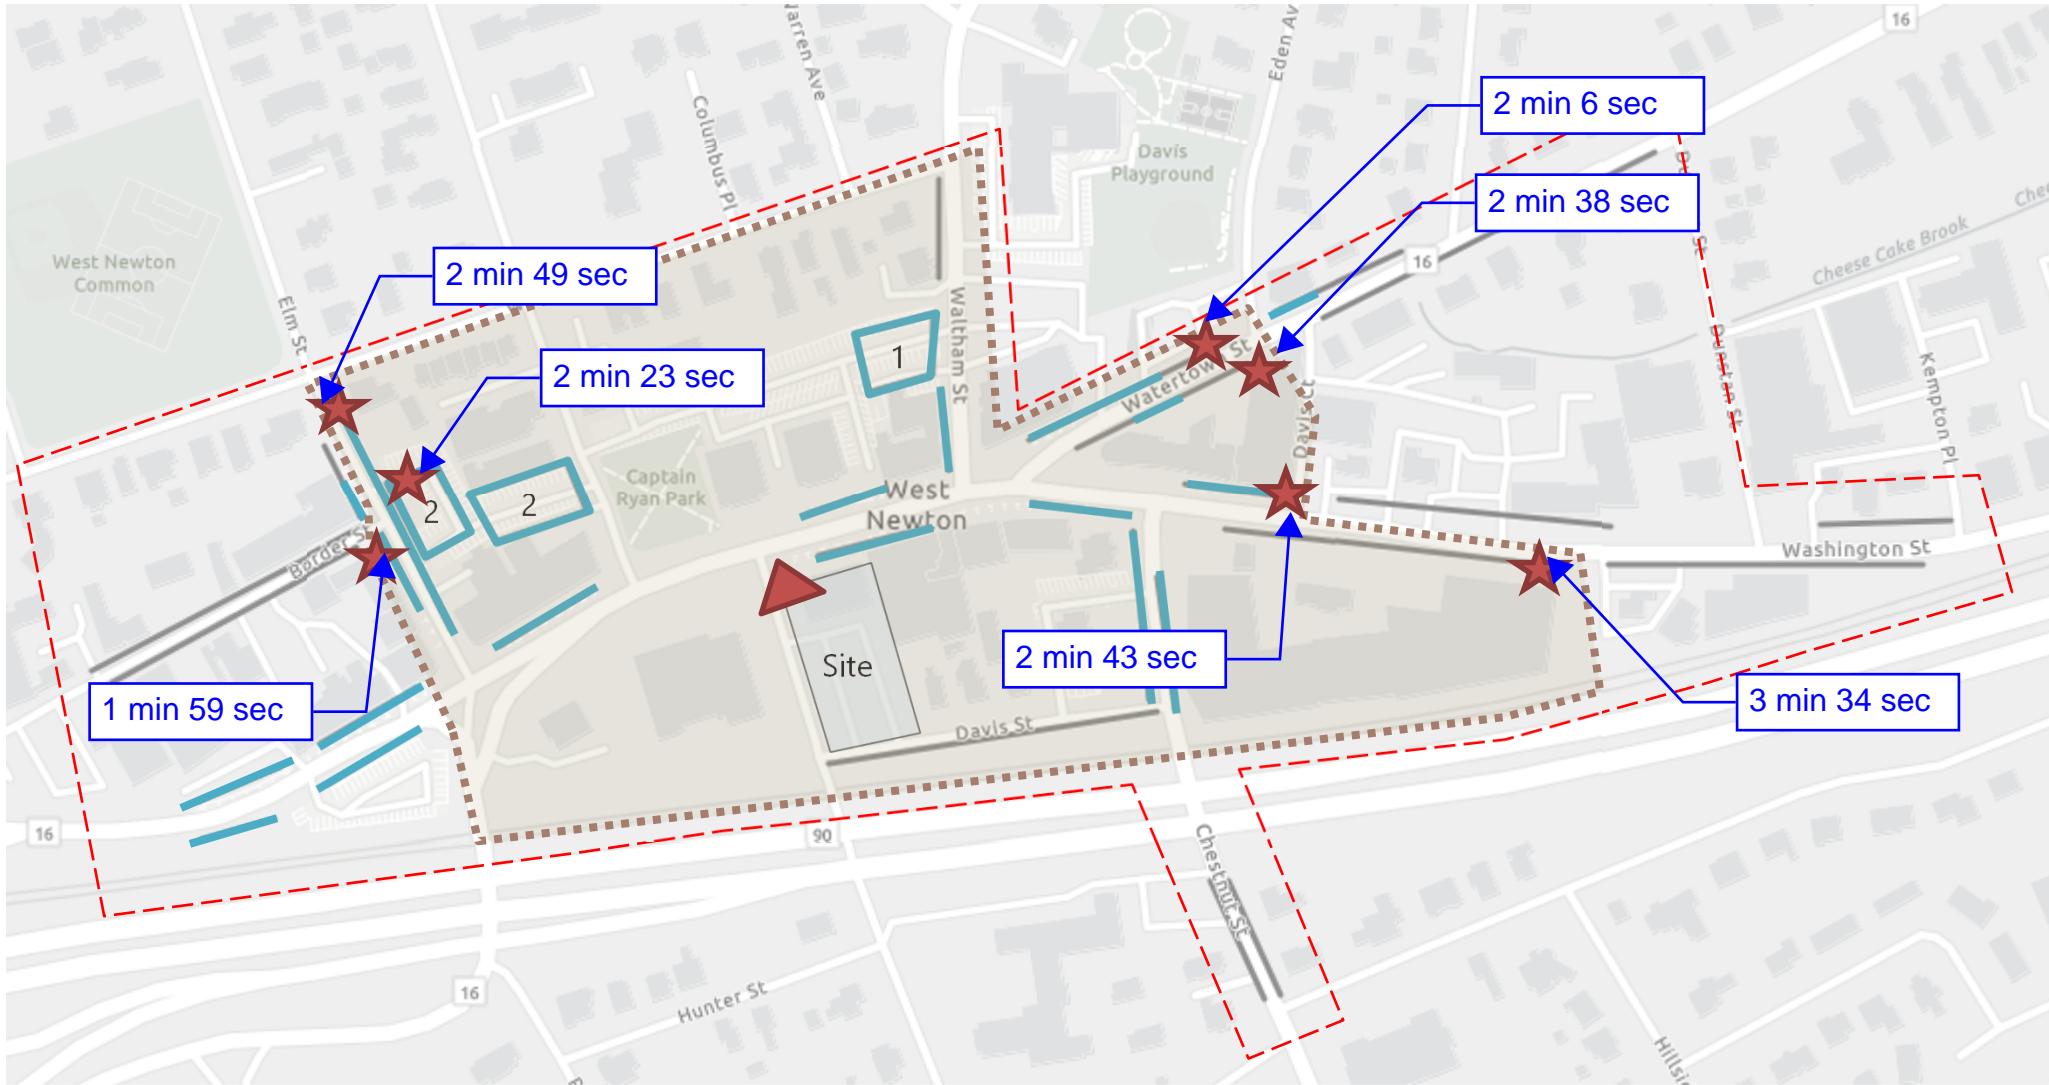 16
Warren Ave
Eden Av
Columbus Pl
2 min 6 sec
Davis
Playground
2 min 38 sec
West Newton
Common
2 min 49 sec
16
Cheese Cake Brook
Chee
Elm St
Waltham St
1
2 min 23 sec
Watertown St
Davis Ct
Dunstan St
Kempton Pl
Captain
Ryan Park
2
2
West
Newton
Border St
Washington St
Site
2 min 43 sec
1 min 59 sec
3 min 34 sec
Davis St
16
90
Chestnut St
16
Hunter St